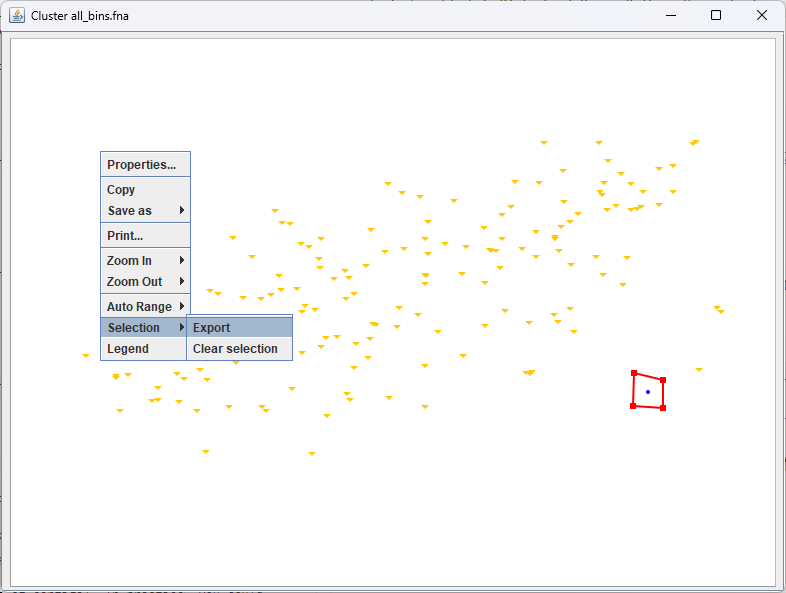 Cluster all_bins.fna
Properties...
Copy
Save as
Print...
Zoom In
Zoom Out
Auto Range
Selection
Export
Legend
Clear selection